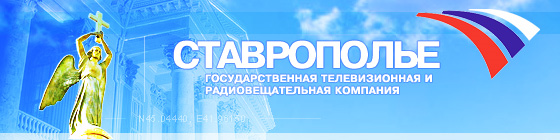 СТАВРОПОЛЬЕ
ГОСУДАРСТВЕННАЯ ТЕЛЕВИЗИОННАЯ И
РАДИОВЕЩАТЕЛЬНАЯ КОМПАНИЯ